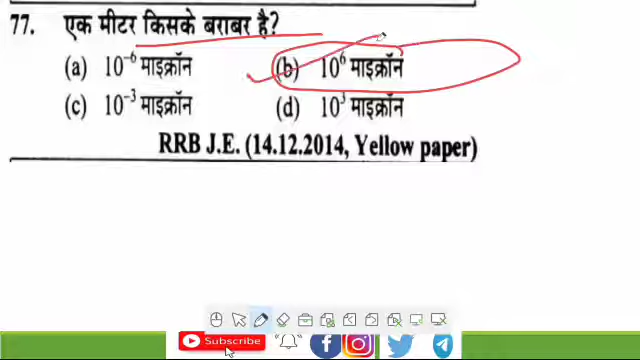 77. एक मीटर किसके बराबर है?
(a) 10⁻⁶ माइक्रॉन (b) 10⁶ माइक्रॉन
(c) 10⁻³ माइक्रॉन (d) 10³ माइक्रॉन
RRB J.E. (14.12.2014, Yellow paper)
Subscribe